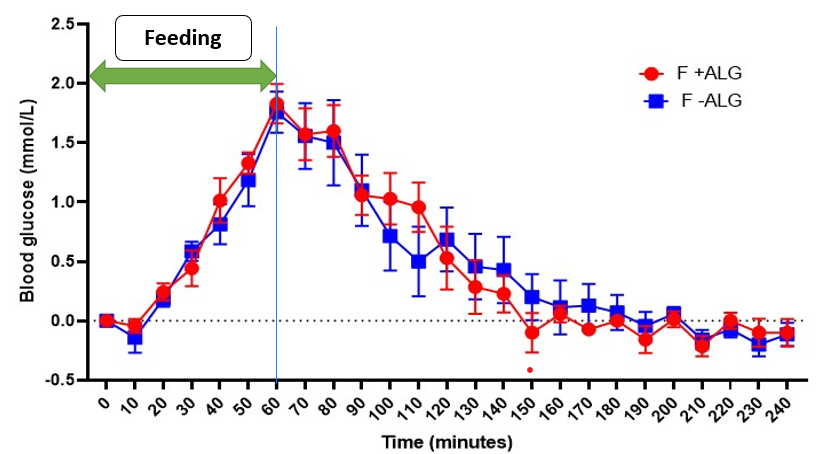 Feeding
F +ALG
F -ALG
Blood glucose (mmol/L)
2.5
2.0
1.5
1.0
0.5
0.0
-0.5
0 10 20 30 40 50 60 70 80 90 100 110 120 130 140 150 160 170 180 190 200 210 220 230 240
Time (minutes)